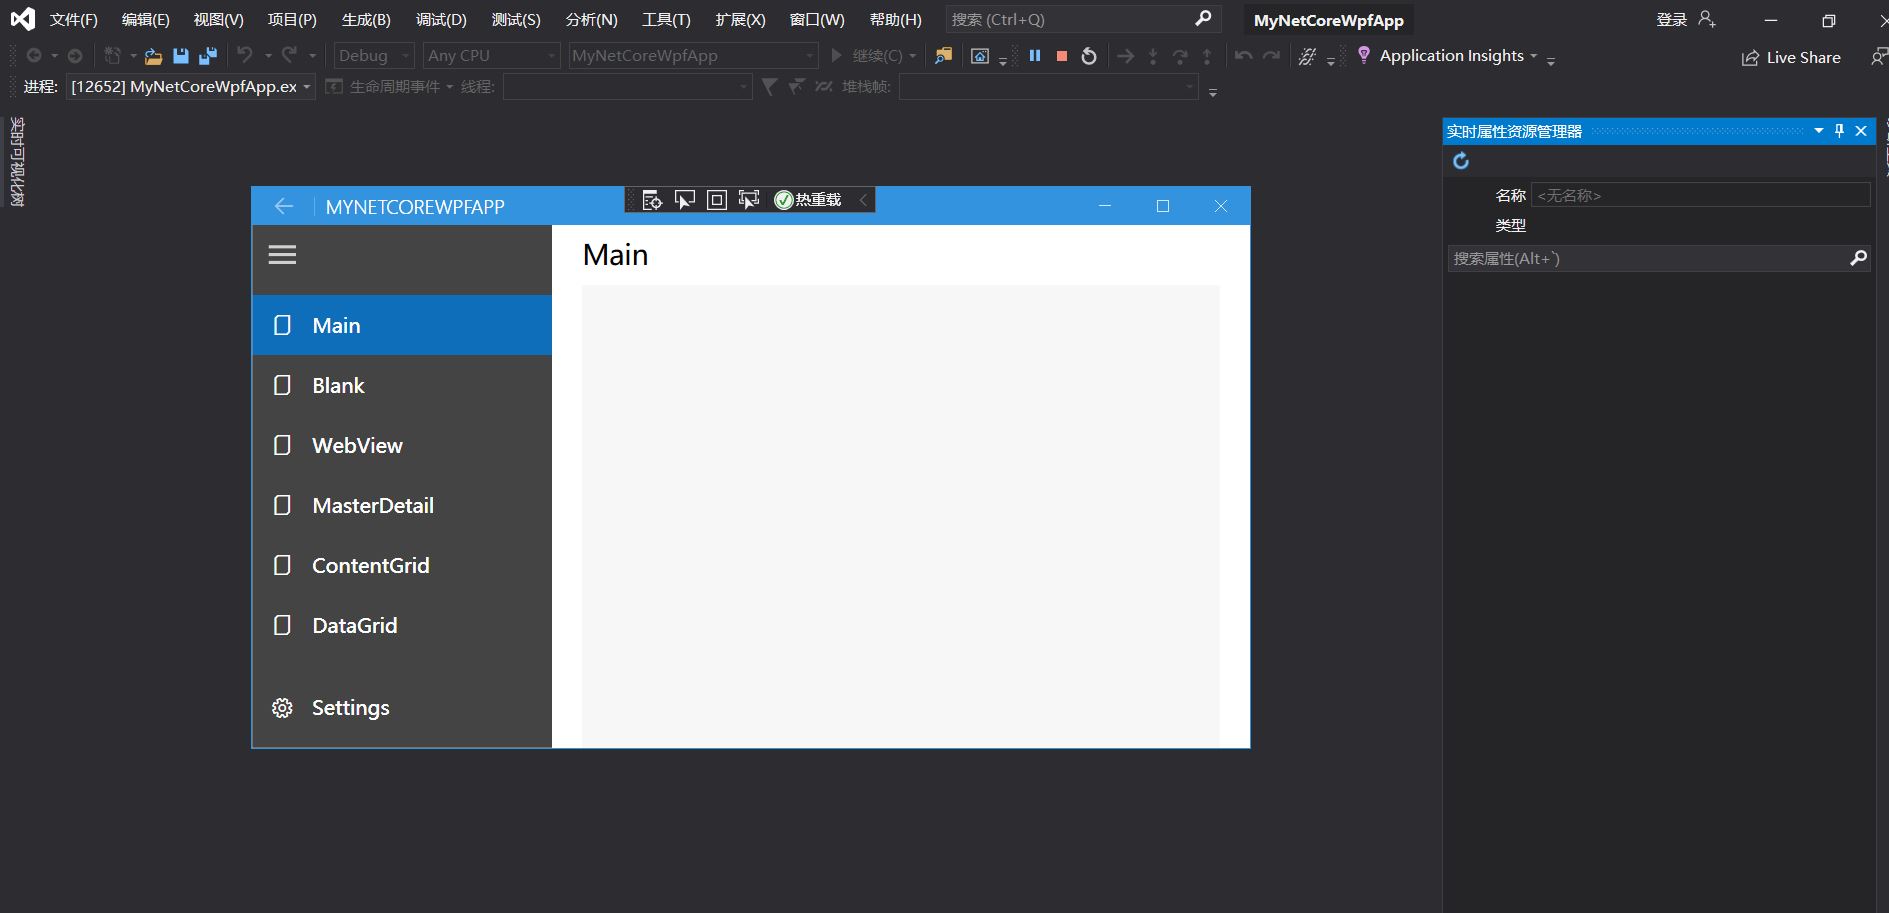 文件(F) 编辑(E) 视图(V) 项目(P) 生成(B) 调试(D) 测试(S) 分析(N) 工具(T) 扩展(X) 窗口(W) 帮助(H) 搜索 (Ctrl+Q) MyNetCoreWpfApp 登录
Debug Any CPU MyNetCoreWpfApp 继续(C) Application Insights Live Share
进程: [12652] MyNetCoreWpfApp.ex 生命周期事件 线程: 堆栈帧:
实时可视化树
实时属性资源管理器
名称 <无名称>
类型
搜索属性(Alt+`)
MYNETCOREWPFAPP 热重载
Main
Main
Blank
WebView
MasterDetail
ContentGrid
DataGrid
Settings